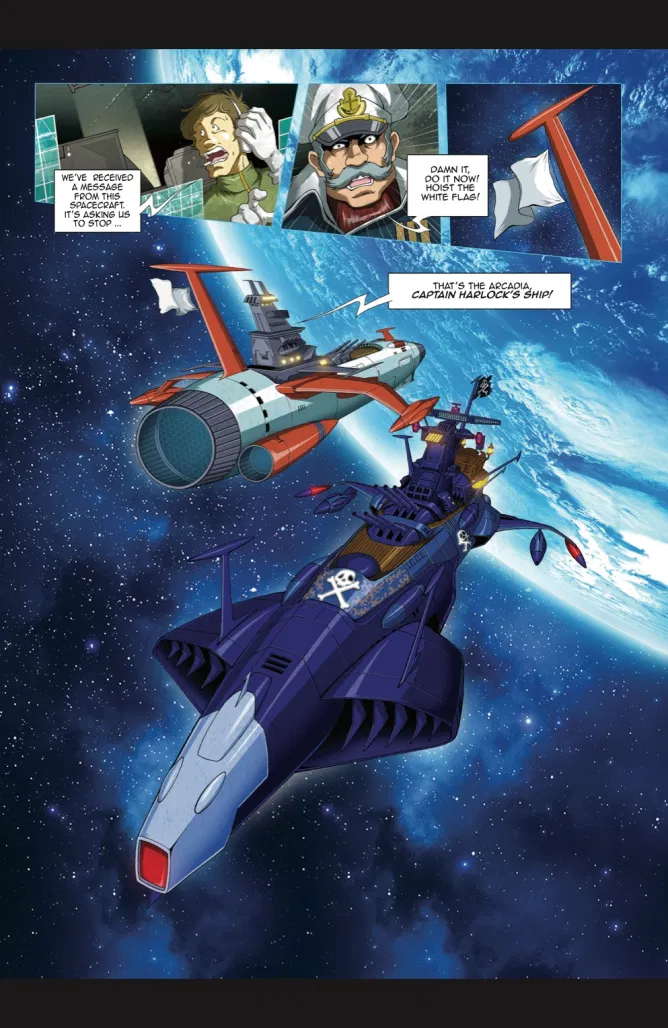 WE'VE RECEIVED
A MESSAGE
FROM THIS
SPACECRAFT.
IT'S ASKING US
TO STOP ...
DAMN IT,
DO IT NOW!
HOIST THE
WHITE FLAG!
THAT'S THE ARCADIA,
CAPTAIN HARLOCK'S SHIP!